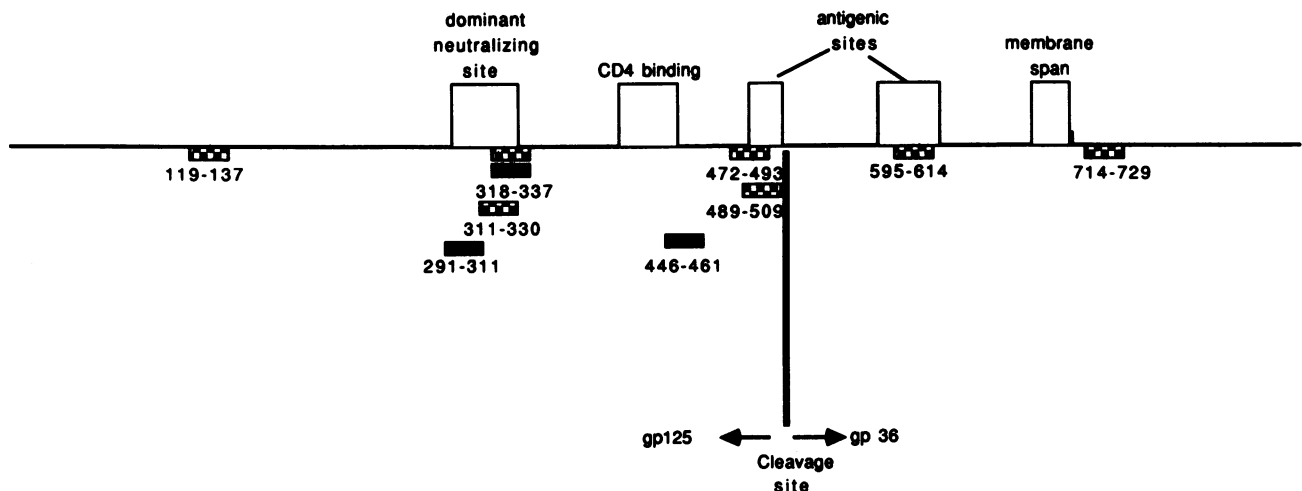 dominant
neutralizing
site
CD4 binding
antigenic
sites
membrane
span
119-137
318-337
311-330
291-311
446-461
472-493
489-509
595-614
714-729
gp125
gp 36
Cleavage
site